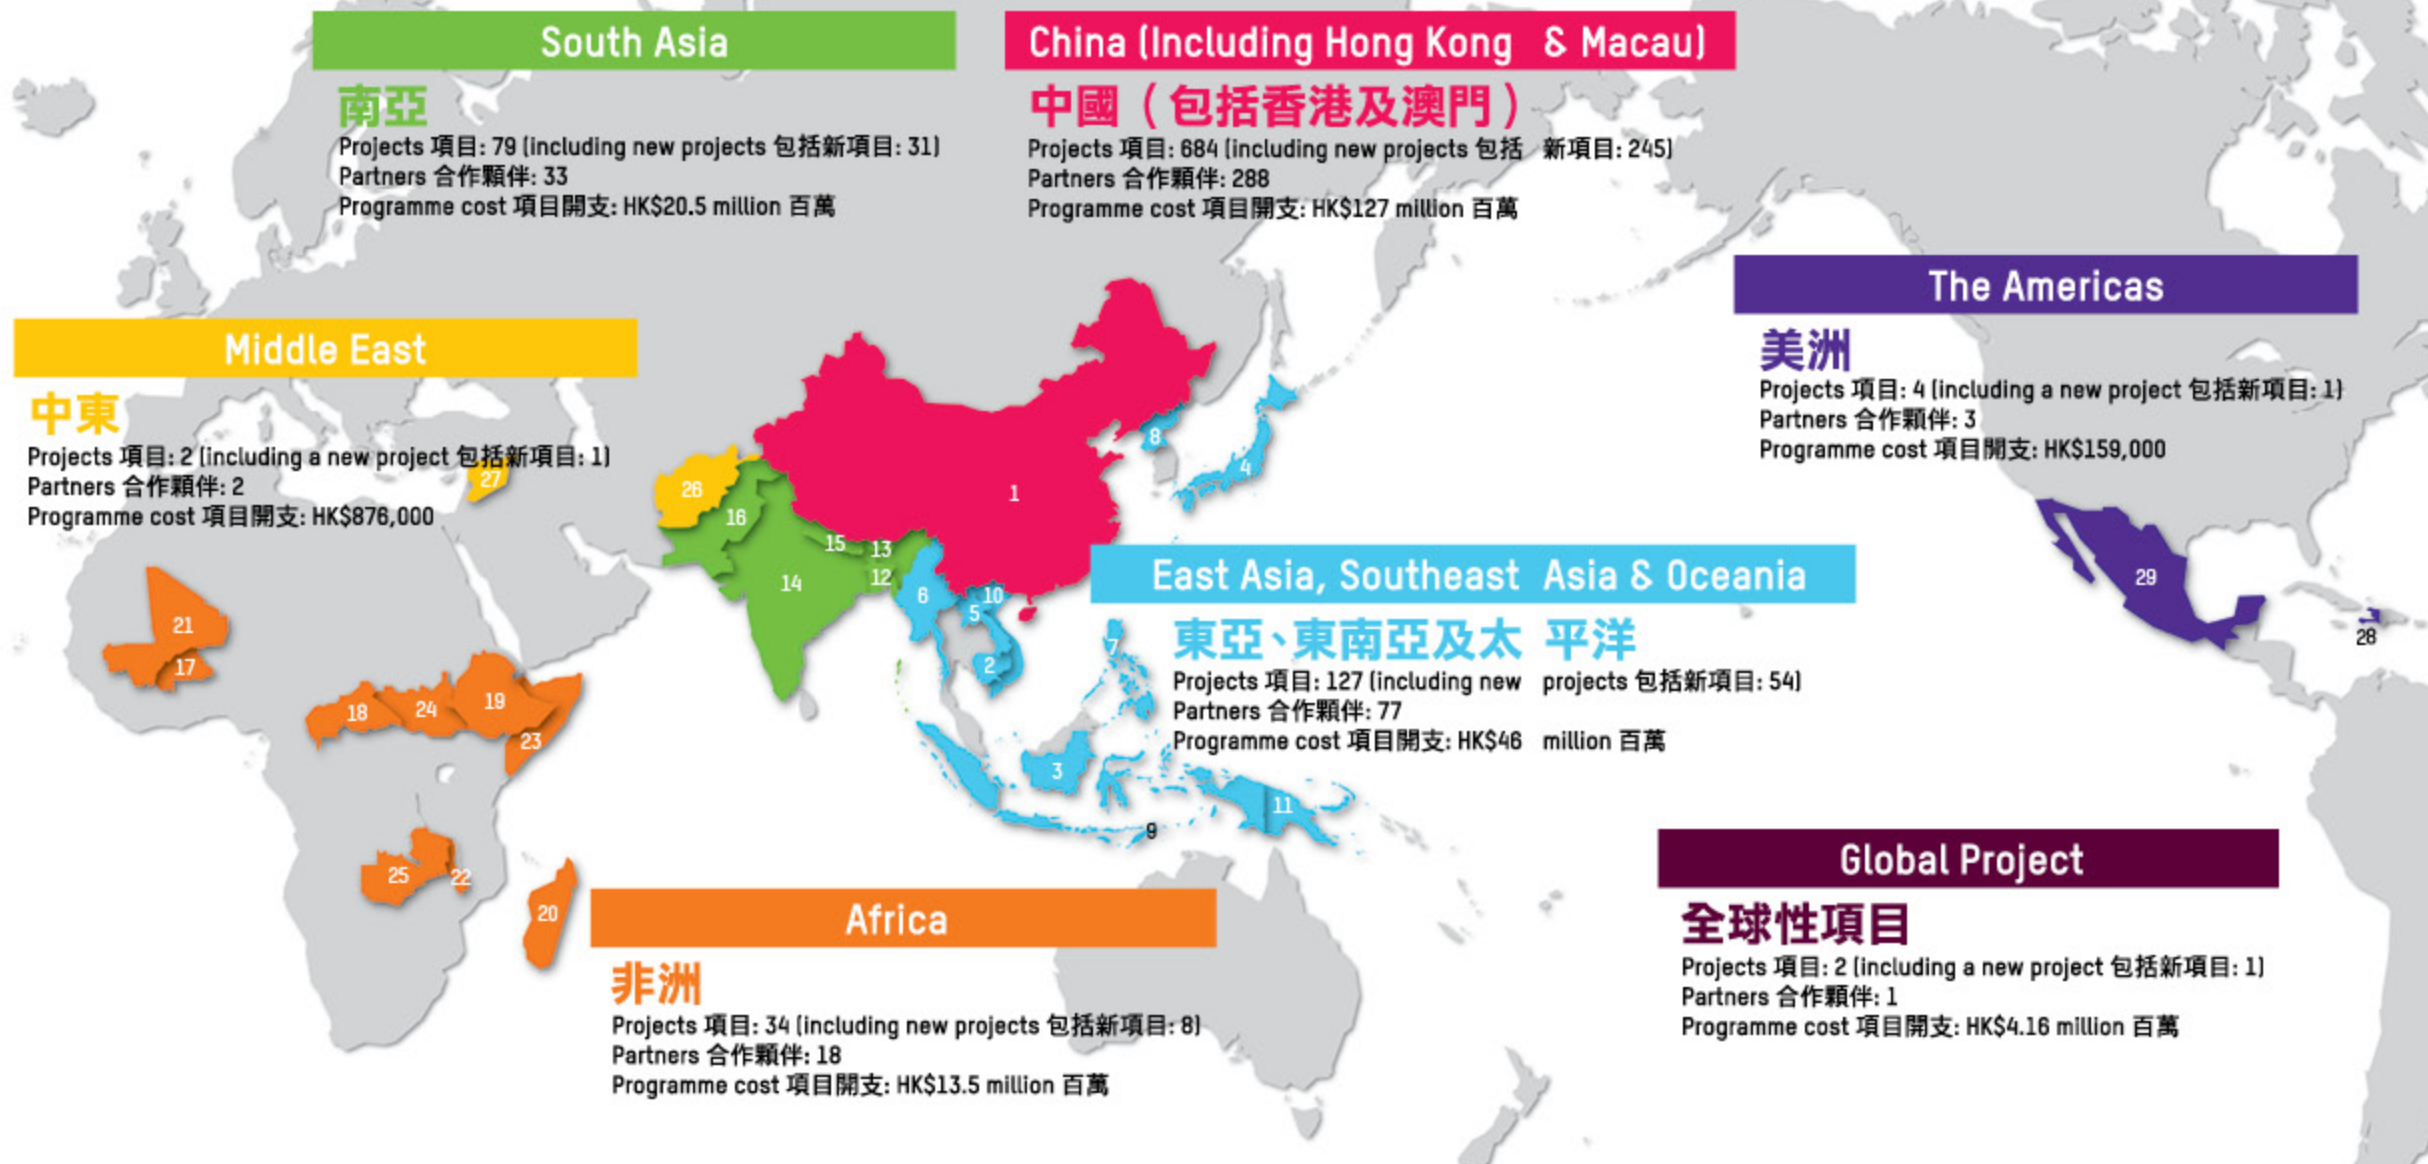 South Asia
南亞
Projects 項目: 79 (including new projects 包括新項目: 31)
Partners 合作夥伴: 33
Programme cost 項目開支: HK$20.5 million 百萬
China (Including Hong Kong & Macau)
中國（包括香港及澳門）
Projects 項目: 684 (including new projects 包括 新項目: 245)
Partners 合作夥伴: 288
Programme cost 項目開支: HK$127 million 百萬
The Americas
美洲
Projects 項目: 4 (including a new project 包括新項目: 1)
Partners 合作夥伴: 3
Programme cost 項目開支: HK$159,000
Middle East
中東
Projects 項目: 2 (including a new project 包括新項目: 1)
Partners 合作夥伴: 2
Programme cost 項目開支: HK$876,000
East Asia, Southeast Asia & Oceania
東亞、東南亞及太 平洋
Projects 項目: 127 (including new projects 包括新項目: 54)
Partners 合作夥伴: 77
Programme cost 項目開支: HK$46 million 百萬
Africa
非洲
Projects 項目: 34 (including new projects 包括新項目: 8)
Partners 合作夥伴: 18
Programme cost 項目開支: HK$13.5 million 百萬
Global Project
全球性項目
Projects 項目: 2 (including a new project 包括新項目: 1)
Partners 合作夥伴: 1
Programme cost 項目開支: HK$4.16 million 百萬
1
2
3
4
5
6
7
8
9
10
11
12
13
14
15
16
17
18
19
20
21
22
23
24
25
26
27
28
29